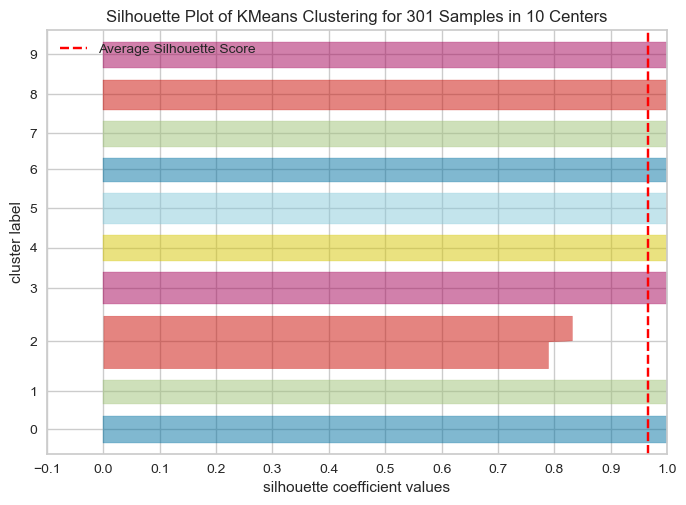 Silhouette Plot of KMeans Clustering for 301 Samples in 10 Centers
Average Silhouette Score
cluster label
9
8
7
6
5
4
3
2
1
0
−0.1 0.0 0.1 0.2 0.3 0.4 0.5 0.6 0.7 0.8 0.9 1.0
silhouette coefficient values